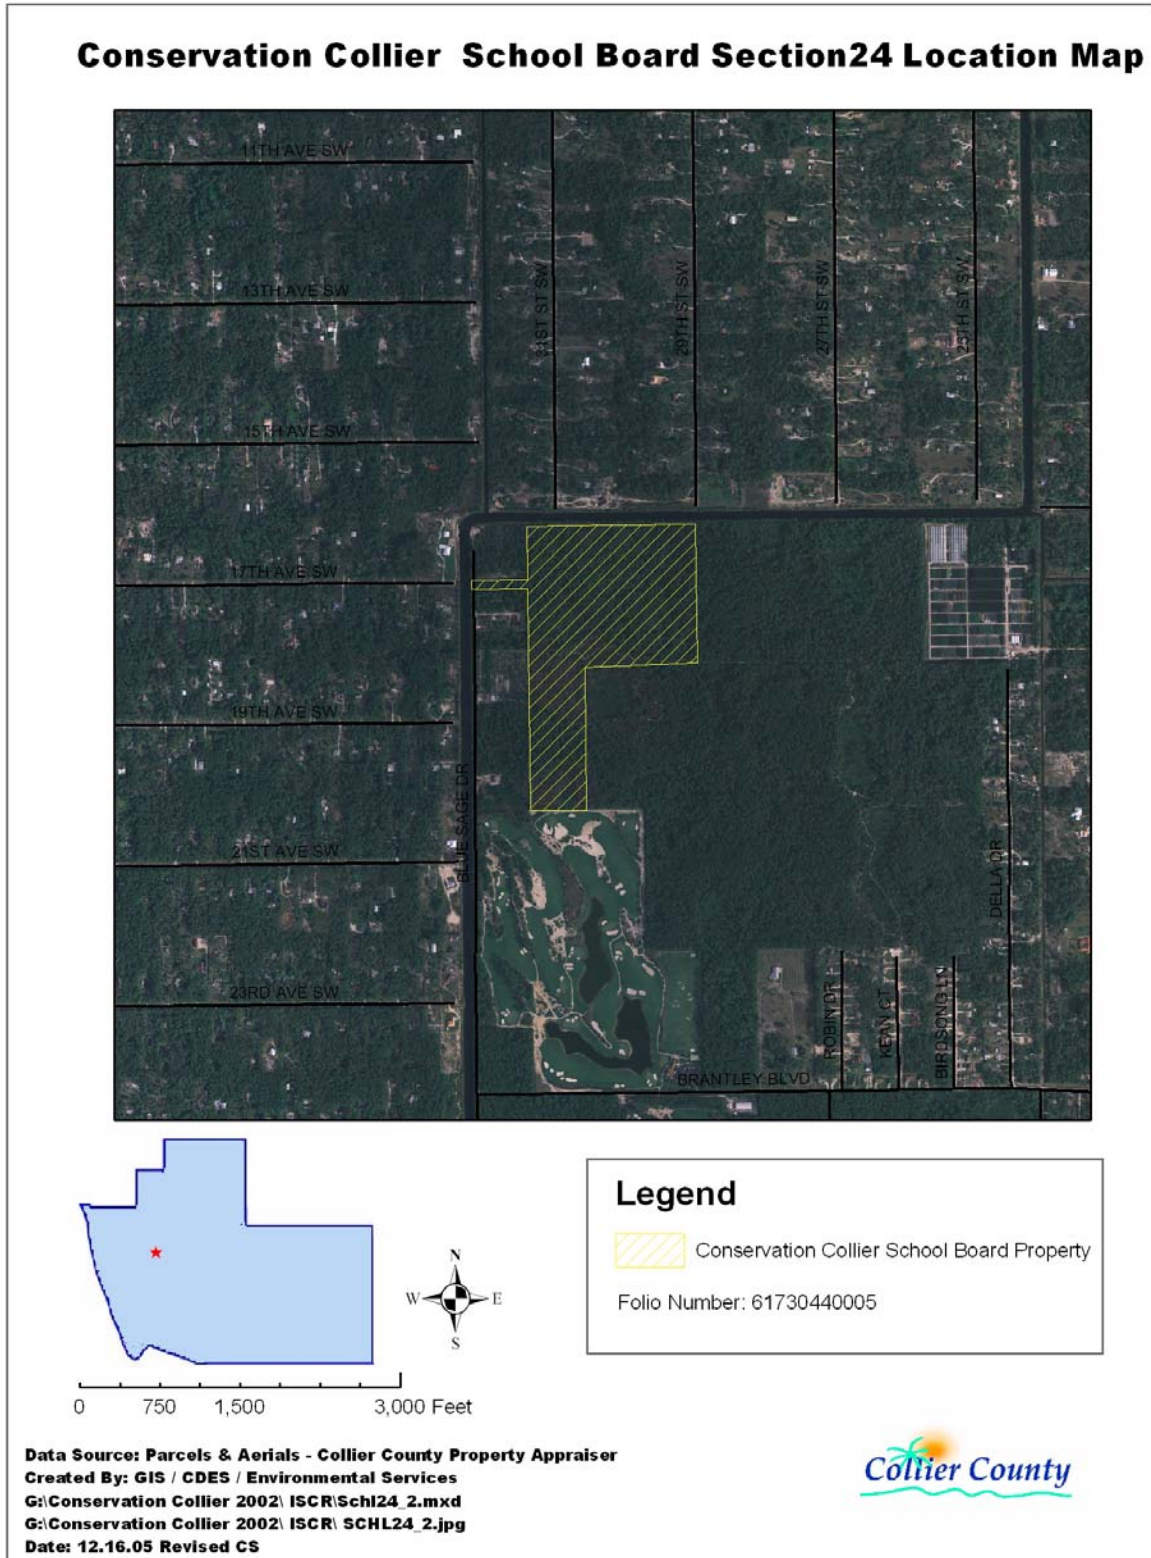 Conservation Collier School Board Section24 Location Map
11TH AVE SW
13TH AVE SW
15TH AVE SW
17TH AVE SW
19TH AVE SW
21ST AVE SW
23RD AVE SW
31ST ST SW
29TH ST SW
27TH ST SW
25TH ST SW
BLUE SAGE DR
DELLA DR
ROBIN DR
KEAN CT
BIRDSONG LN
BRANTLEY BLVD
N
W E
S
Legend
Conservation Collier School Board Property
Folio Number: 61730440005
0 750 1,500 3,000 Feet
Data Source: Parcels & Aerials - Collier County Property Appraiser
Created By: GIS / CDES / Environmental Services
G:\Conservation Collier 2002\ ISCR\Schl24_2.mxd
G:\Conservation Collier 2002\ ISCR\ SCHL24_2.jpg
Date: 12.16.05 Revised CS
Collier County